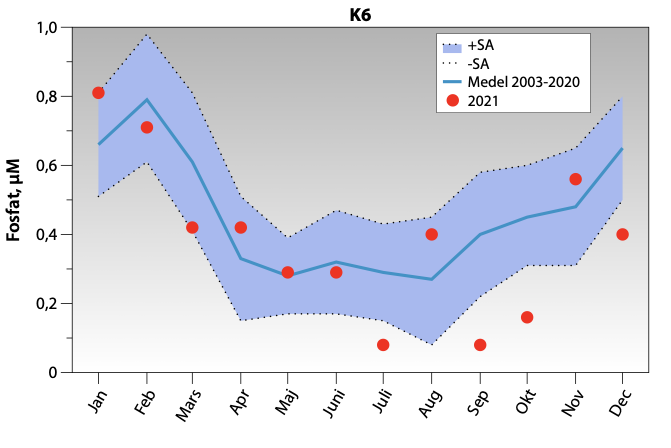 K6
+SA
-SA
Medel 2003-2020
2021
Fosfat, µM
1,0
0,8
0,6
0,4
0,2
0
Jan Feb Mars Apr Maj Juni Juli Aug Sep Okt Nov Dec